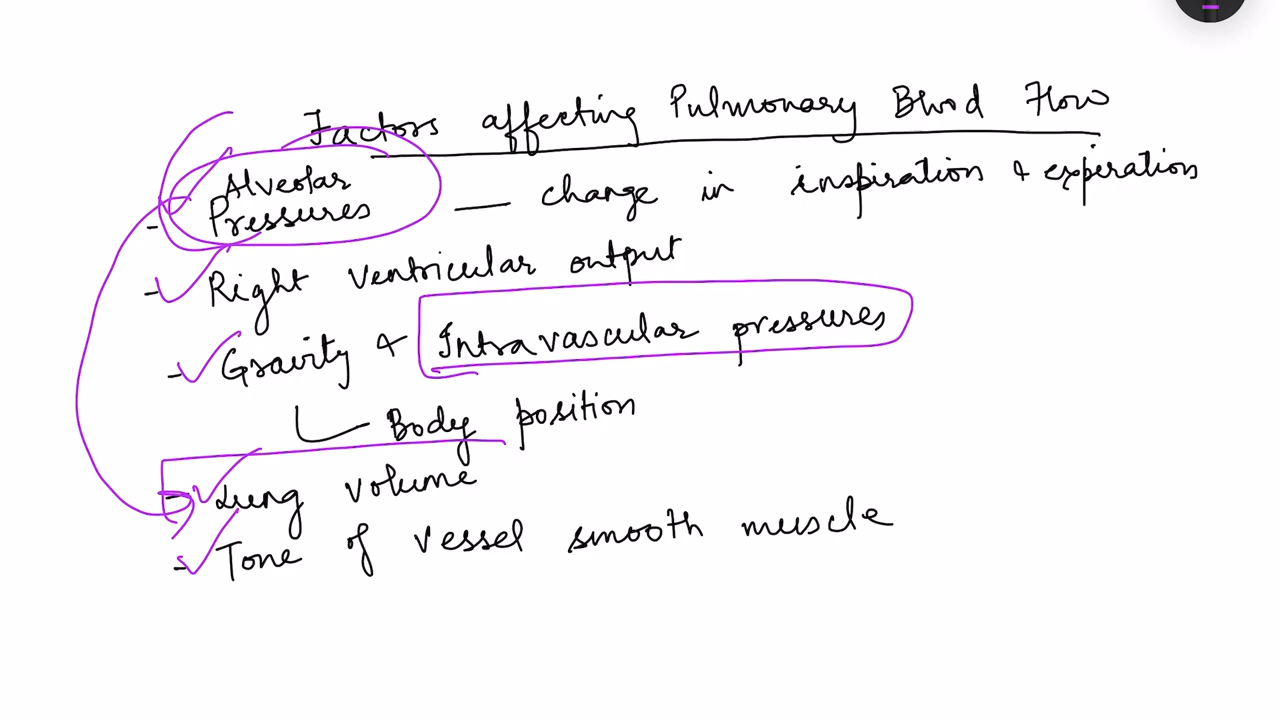 Factors affecting Pulmonary Blood Flow
- Alveolar Pressures — change in inspiration & expiration
- Right ventricular output
- Gravity & Intravascular pressures
Body position
- Lung volume
- Tone of vessel smooth muscle